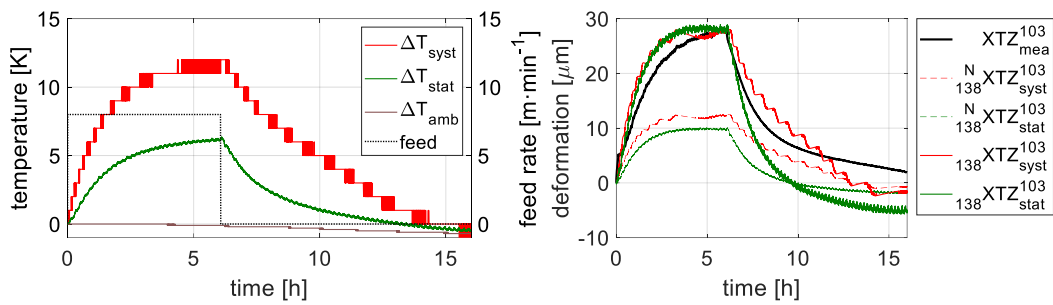 15
10
5
0
0
5
10
15
temperature [K]
time [h]
ΔT_syst
ΔT_stat
ΔT_amb
feed
15
10
5
0
feed rate [m·min⁻¹]
30
20
10
0
-10
0
5
10
15
deformation [μm]
time [h]
XTZ^103_mea
^N_138XTZ^103_syst
^N_138XTZ^103_stat
_138XTZ^103_syst
_138XTZ^103_stat